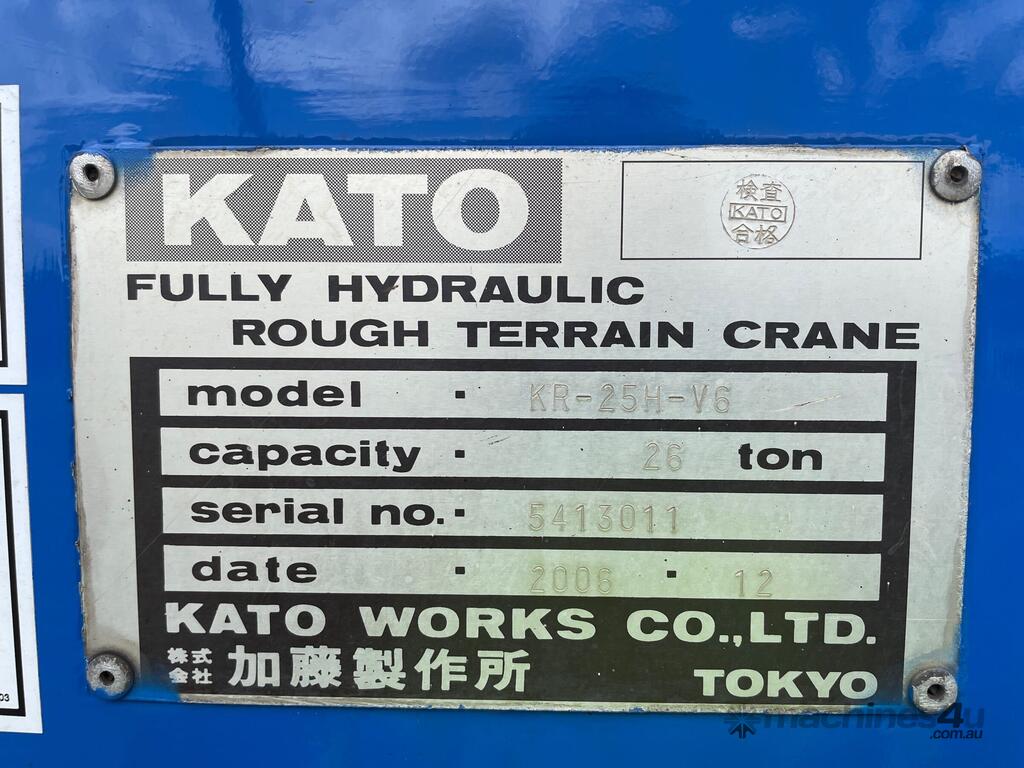 KATO
検査
KATO
合格
FULLY HYDRAULIC
ROUGH TERRAIN CRANE
model · KR-25H-V6
capacity · 26 ton
serial no. · 5413011
date · 2006 · 12
KATO WORKS CO.,LTD.
株式会社 加藤製作所 TOKYO
03
machines4u
.com.au